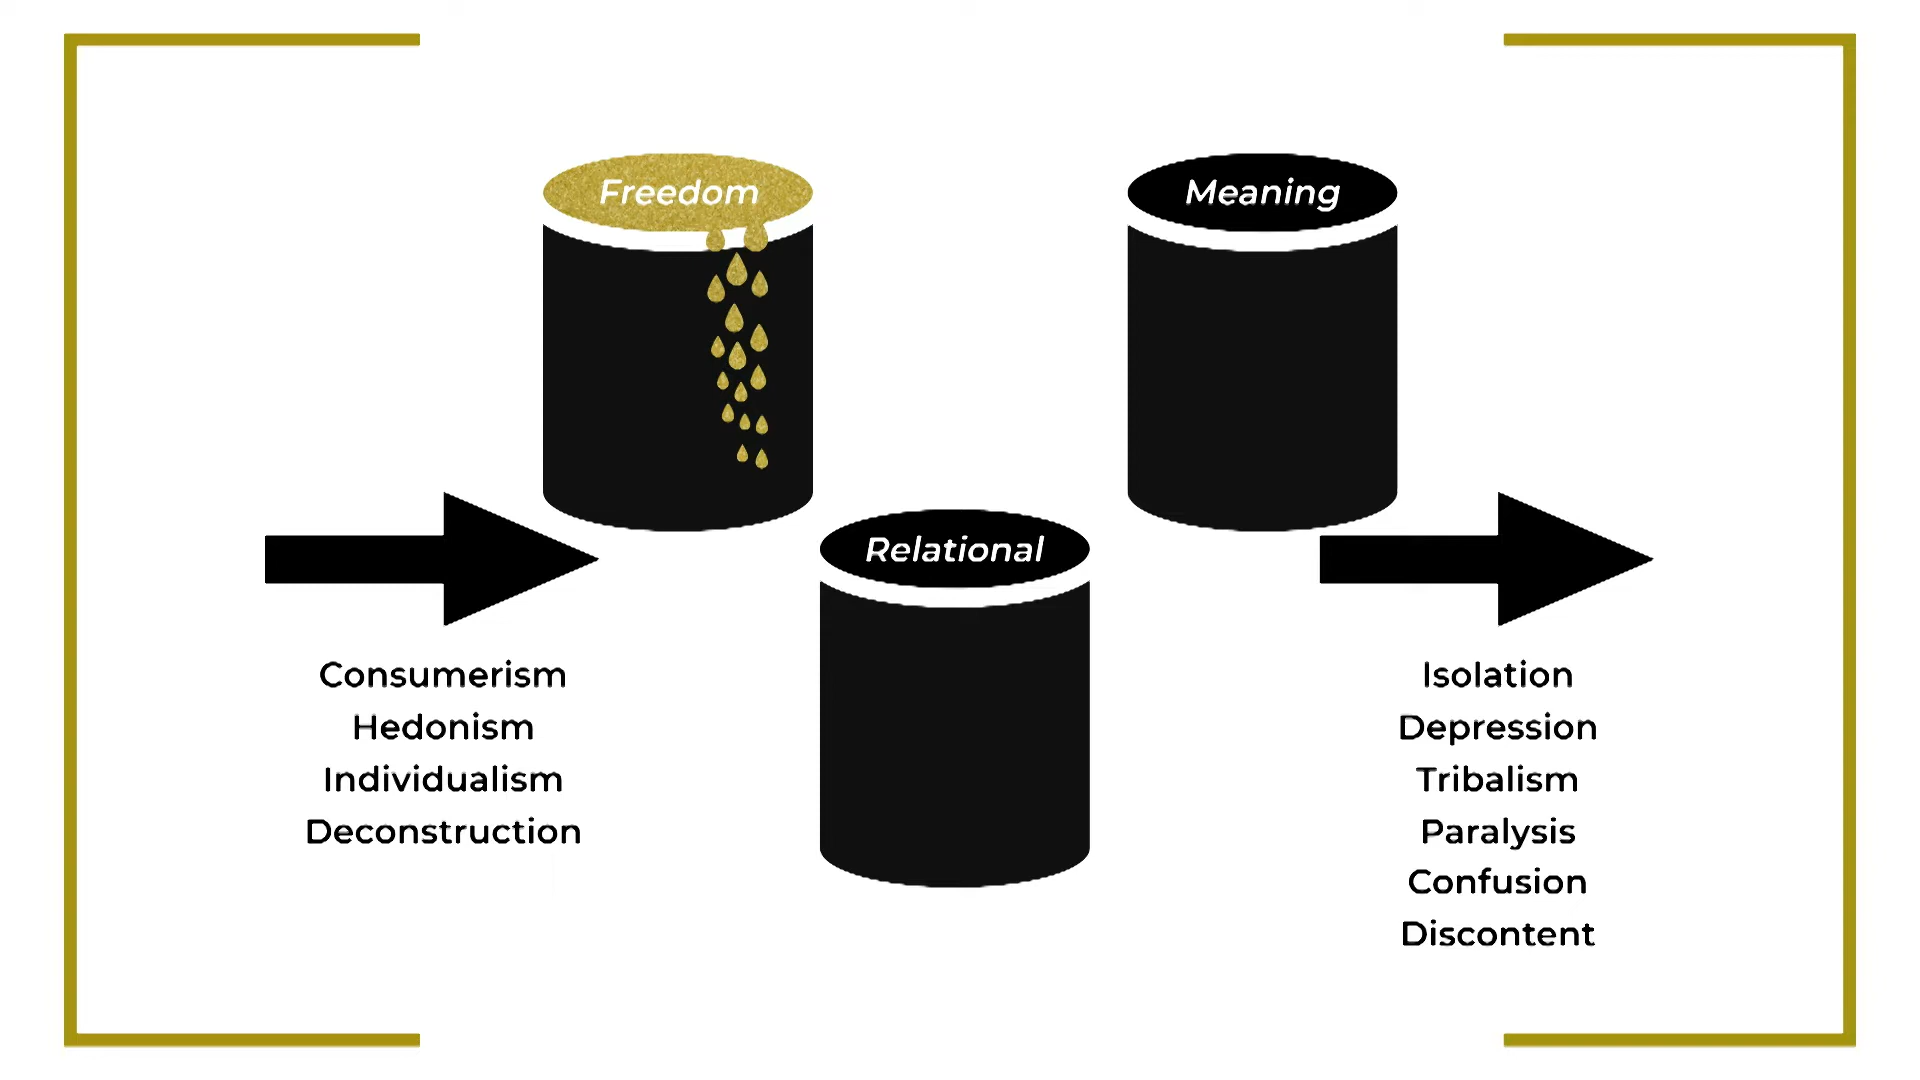 Freedom
Meaning
Relational
Consumerism
Hedonism
Individualism
Deconstruction
Isolation
Depression
Tribalism
Paralysis
Confusion
Discontent